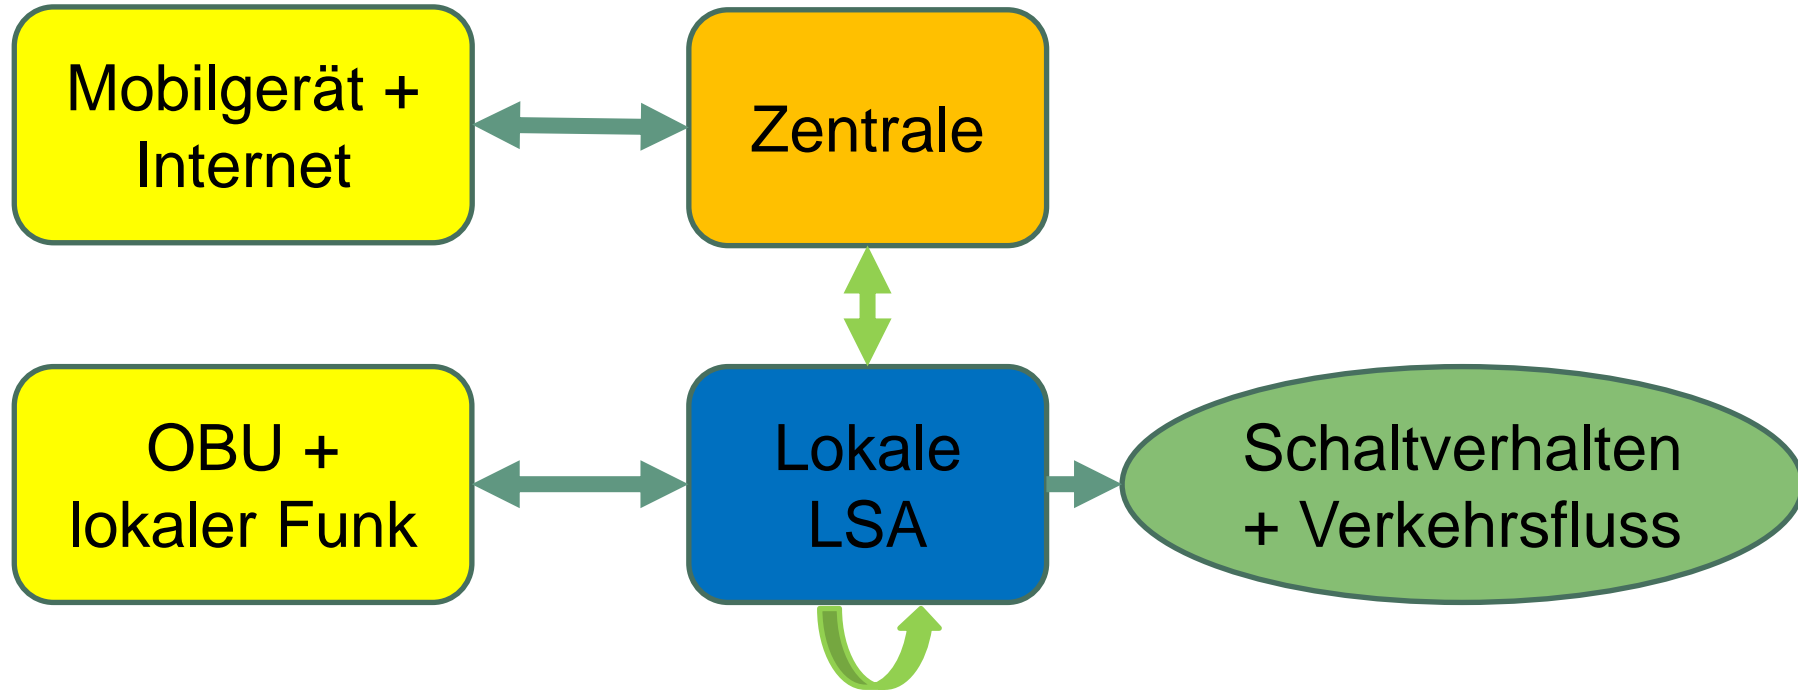 Mobilgerät +
Internet
Zentrale
OBU +
lokaler Funk
Lokale
LSA
Schaltverhalten
+ Verkehrsfluss